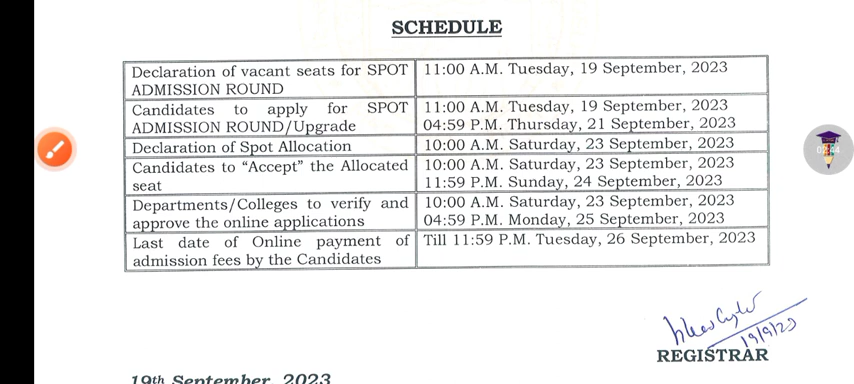 SCHEDULE
Declaration of vacant seats for SPOT
ADMISSION ROUND
11:00 A.M. Tuesday, 19 September, 2023
Candidates to apply for SPOT
ADMISSION ROUND/Upgrade
11:00 A.M. Tuesday, 19 September, 2023
04:59 P.M. Thursday, 21 September, 2023
Declaration of Spot Allocation
10:00 A.M. Saturday, 23 September, 2023
Candidates to “Accept” the Allocated
seat
10:00 A.M. Saturday, 23 September, 2023
11:59 P.M. Sunday, 24 September, 2023
Departments/Colleges to verify and
approve the online applications
10:00 A.M. Saturday, 23 September, 2023
04:59 P.M. Monday, 25 September, 2023
Last date of Online payment of
admission fees by the Candidates
Till 11:59 P.M. Tuesday, 26 September, 2023
19/9/23
REGISTRAR
19th September, 2023
02:44